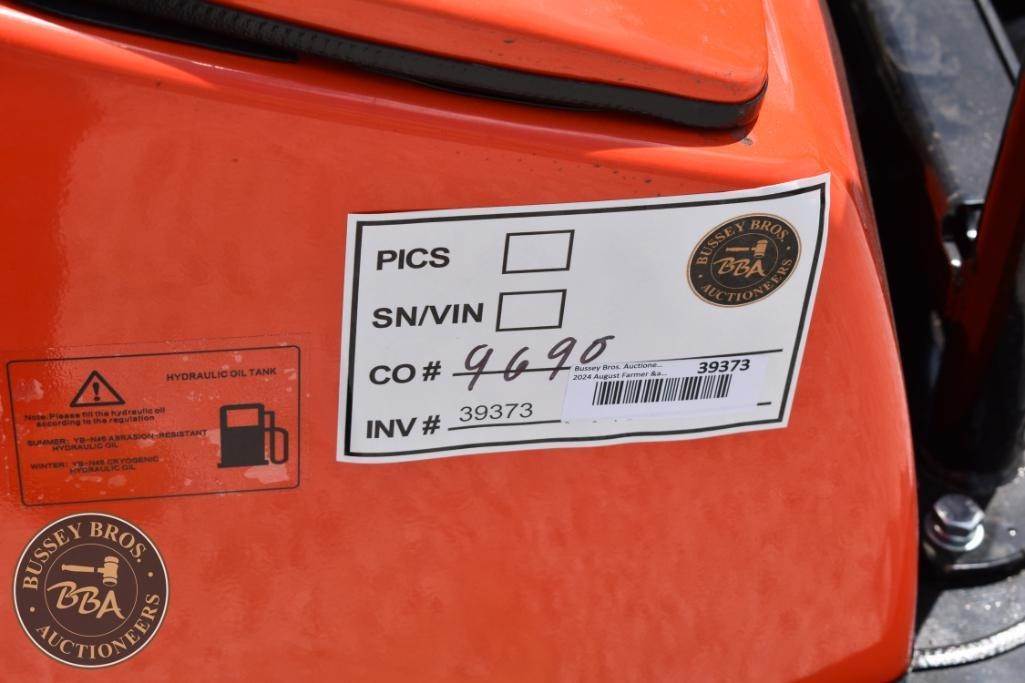 PICS
SN/VIN
CO # 9690
INV # 39373
BUSSEY BROS.
BBA
AUCTIONEERS
Bussey Bros. Auctione... 39373
2024 August Farmer &a...
HYDRAULIC OIL TANK
Note: Please fill the hydraulic oil
according to the regulation
SUMMER: YB-N46 ABRASION-RESISTANT
HYDRAULIC OIL
WINTER: YB-N46 CRYOGENIC
HYDRAULIC OIL
BUSSEY BROS.
BBA
AUCTIONEERS